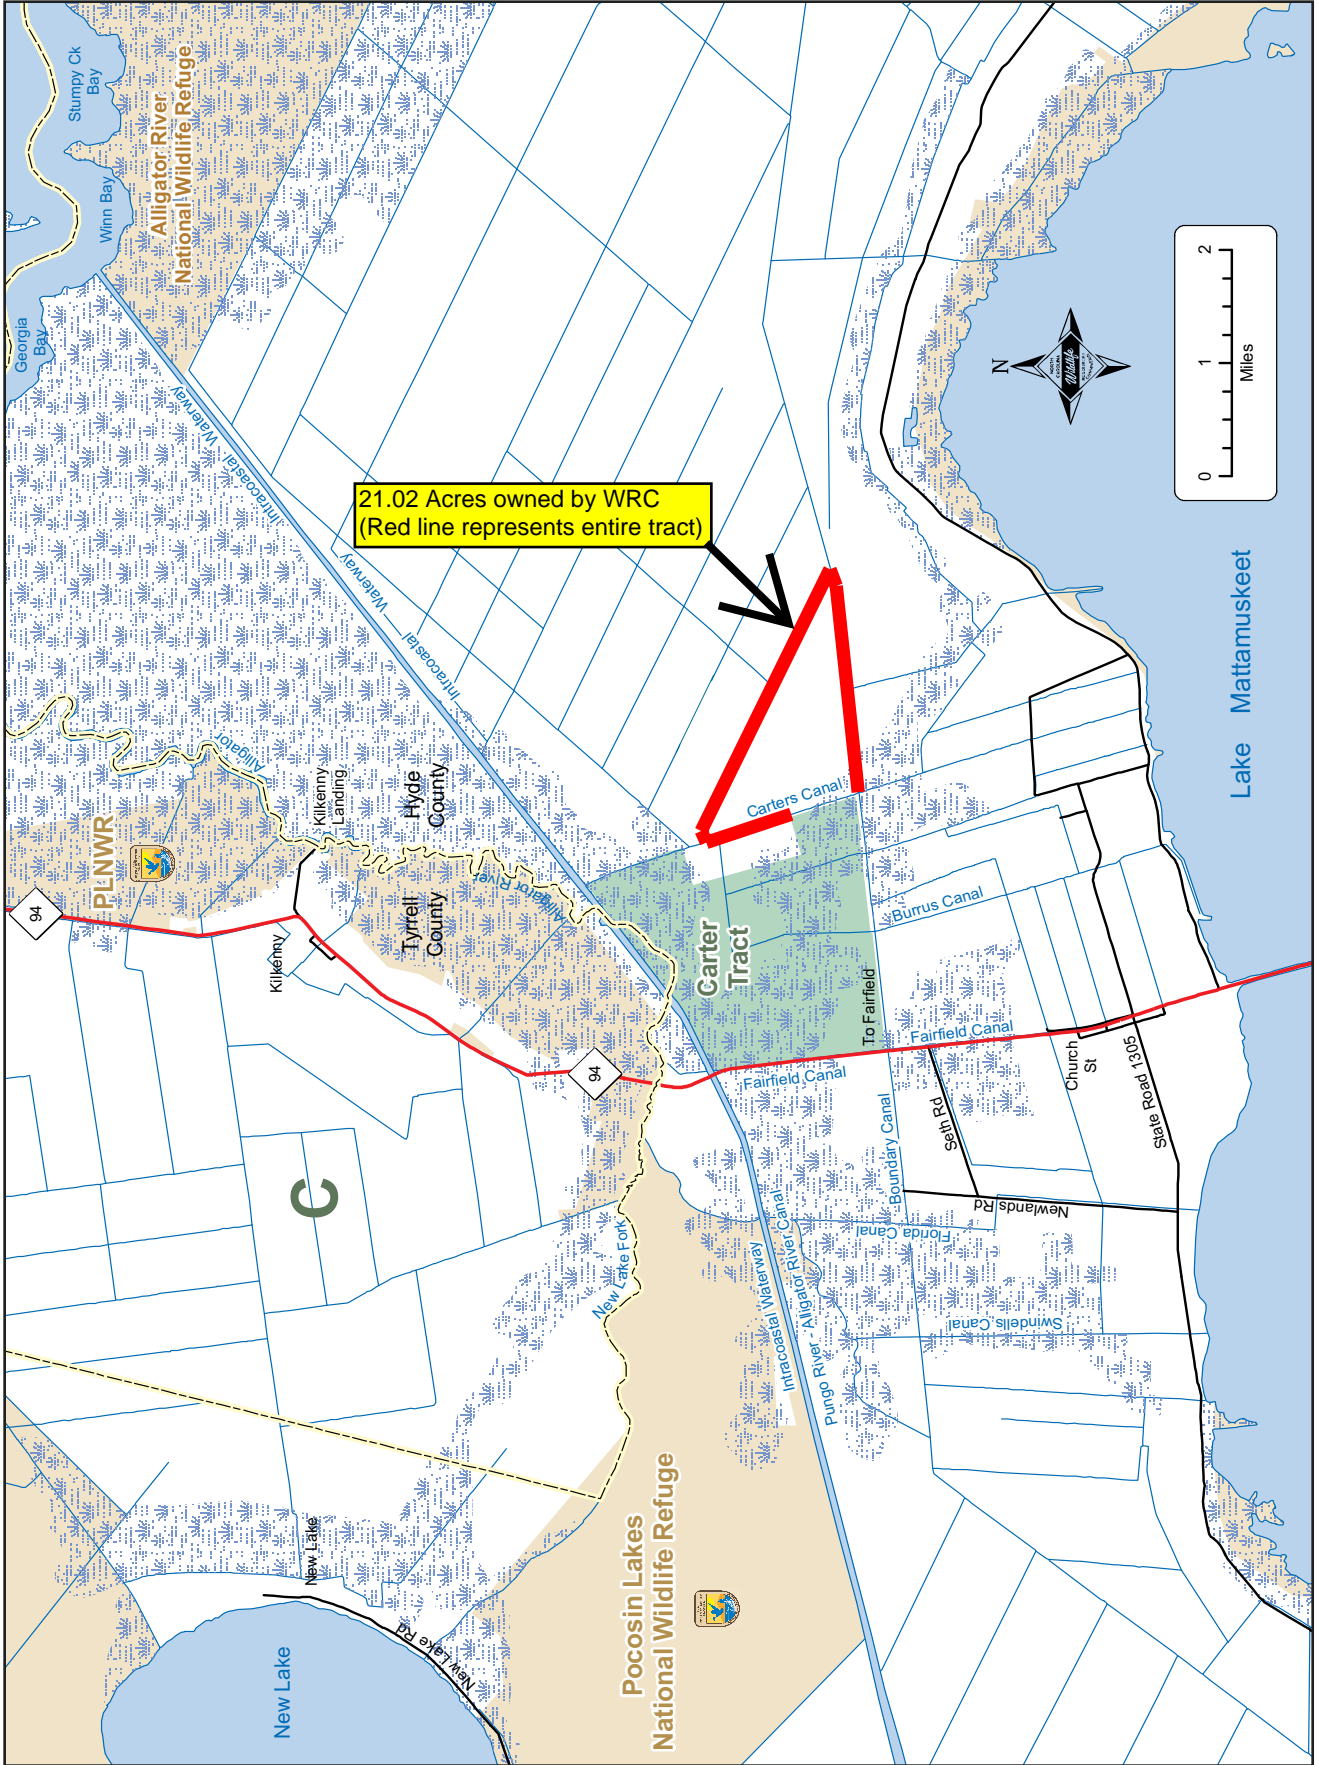 Stumpy Ck
Bay
Winn Bay
Georgia
Bay
Alligator River
National Wildlife Refuge
Waterway
Intracoastal
Waterway
Intracoastal
21.02 Acres owned by WRC
(Red line represents entire tract)
N
0 1 2
Miles
Lake Mattamuskeet
Alligator
Kilkenny
Landing
Hyde
County
PLNWR
94
Kilkenny
Tyrrell
County
Alligator River
Carters Canal
Carter
Tract
Burrus Canal
To Fairfield
Fairfield Canal
Fairfield Canal
94
Church
St
State Road 1305
Seth Rd
Boundary Canal
Newlands Rd
Florida Canal
Swindells Canal
Intracoastal Waterway
Pungo River - Alligator River Canal
New Lake Fork
C
Pocosin Lakes
National Wildlife Refuge
New Lake
New Lake Rd
New Lake
NORTH
CAROLINA
Wildlife